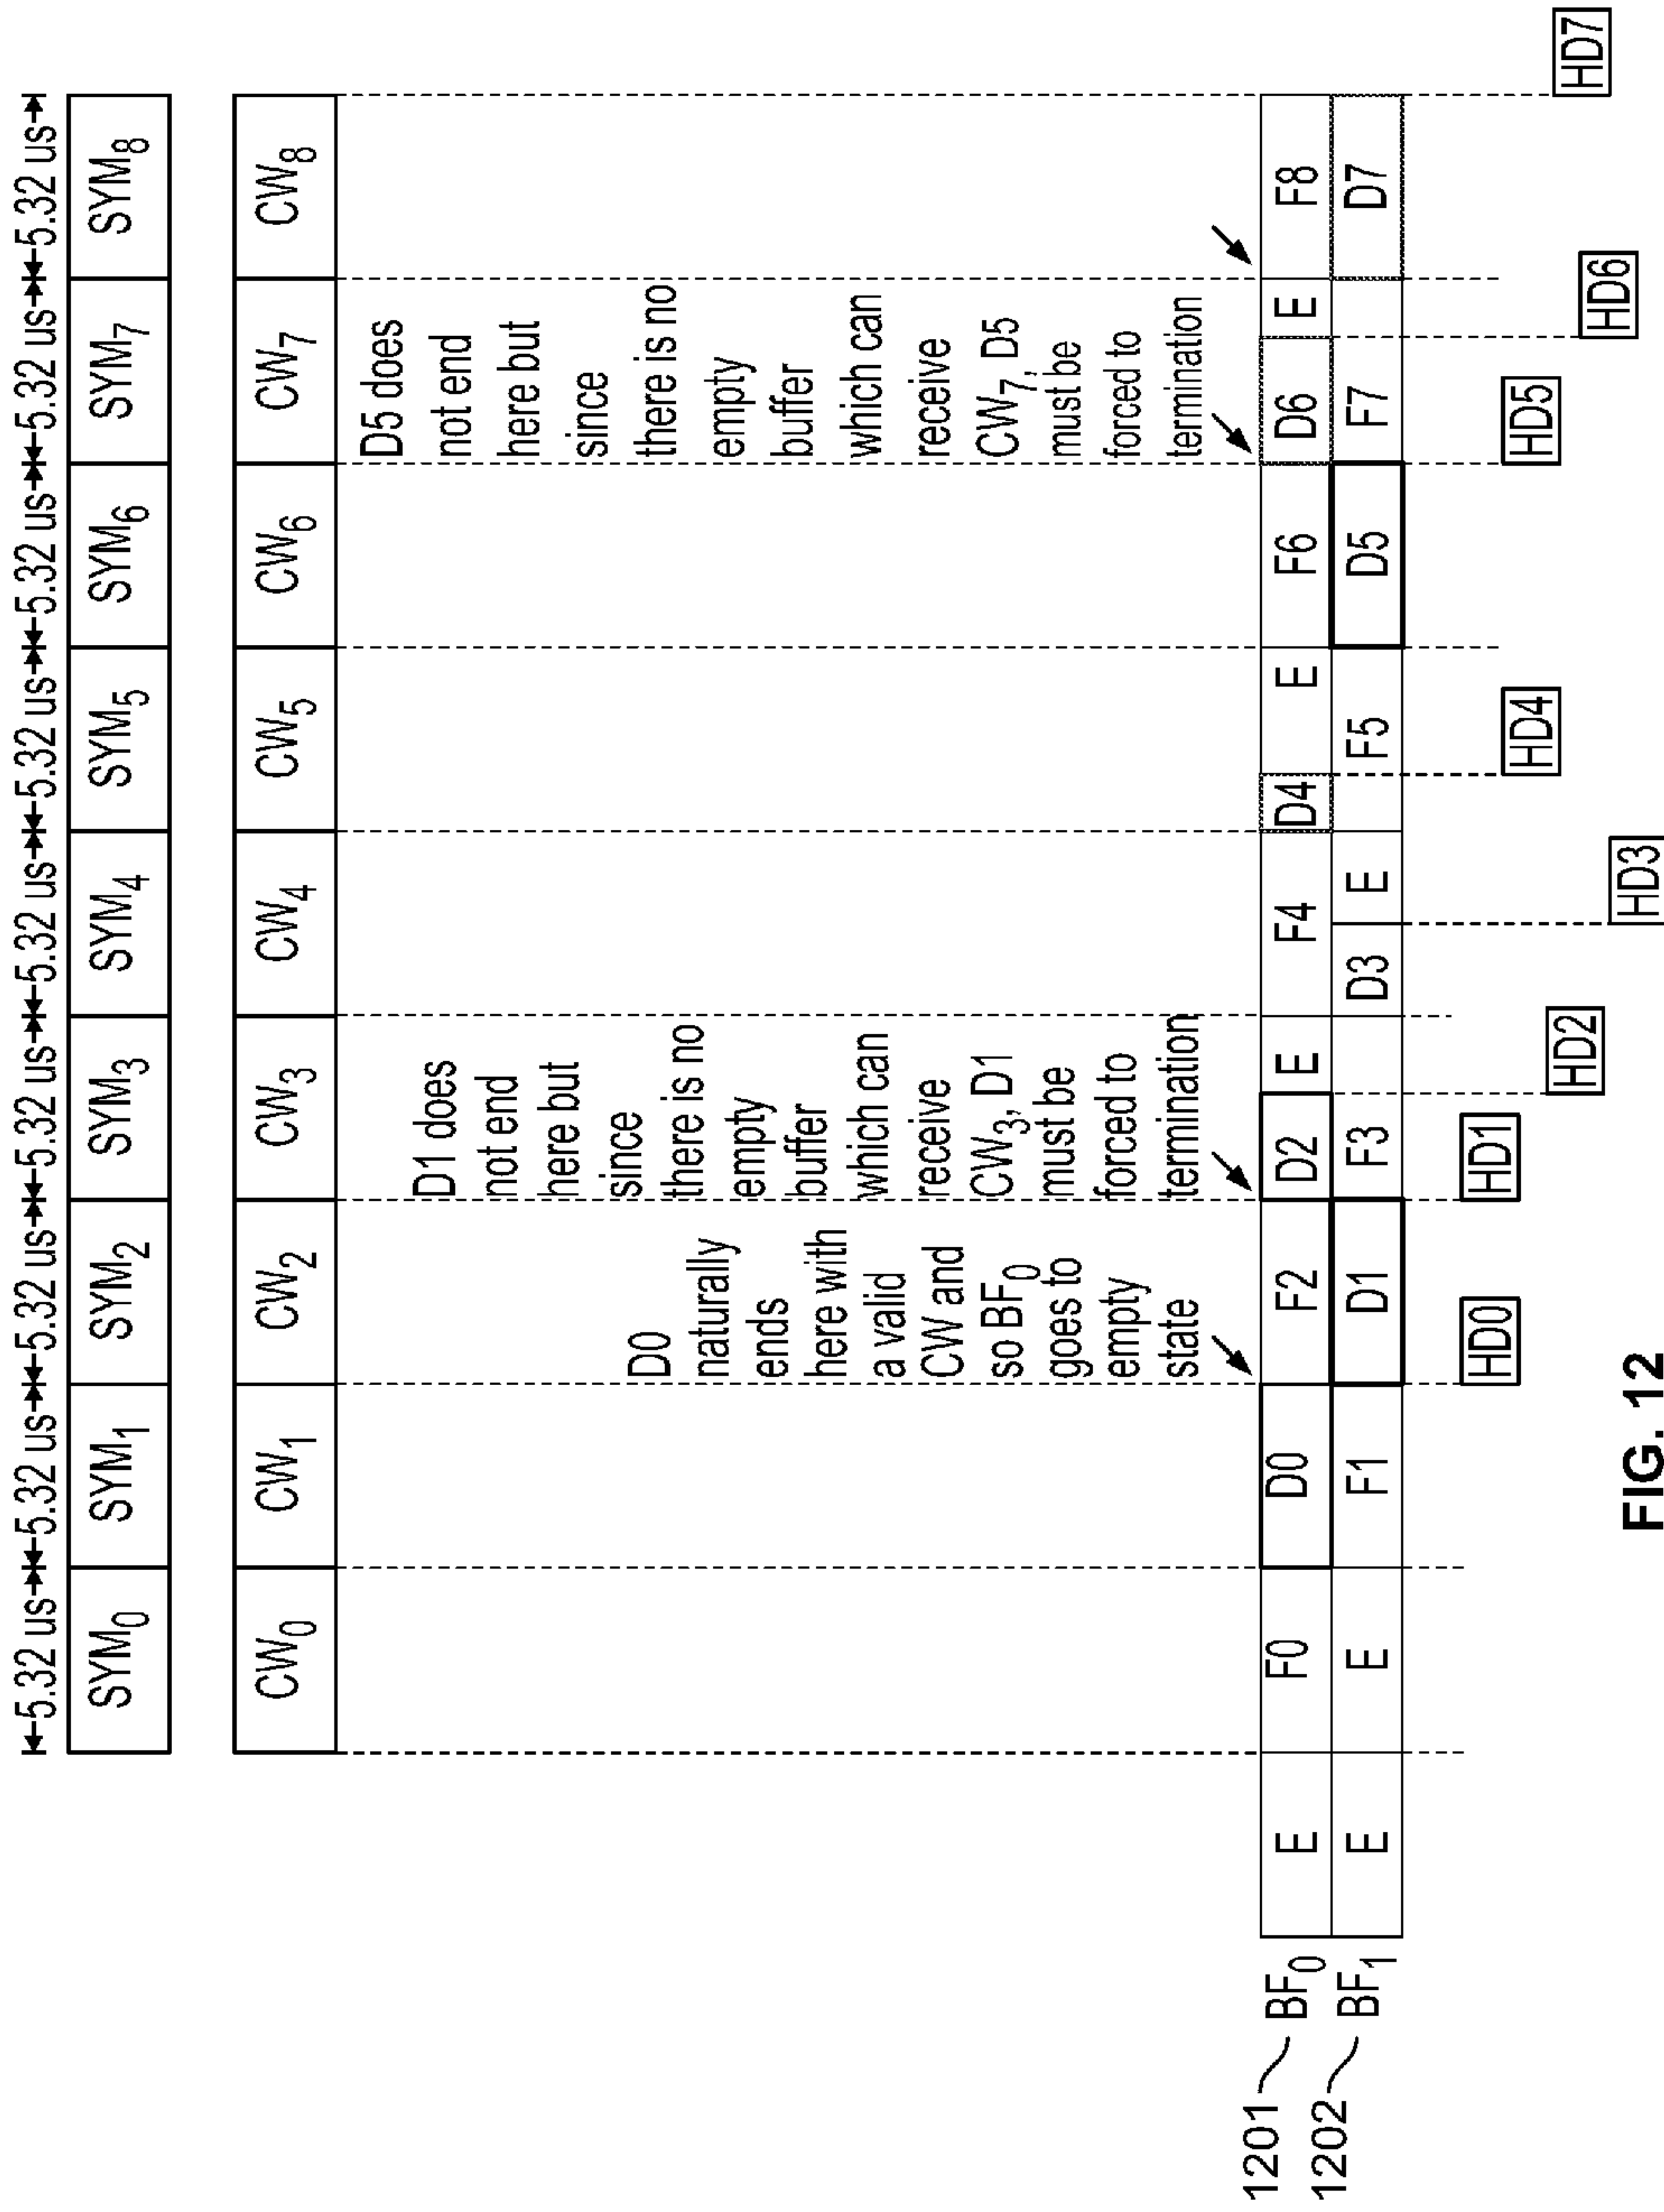 5.32 us 5.32 us 5.32 us 5.32 us 5.32 us 5.32 us 5.32 us 5.32 us 5.32 us
SYM0 SYM1 SYM2 SYM3 SYM4 SYM5 SYM6 SYM7 SYM8
CW0 CW1 CW2 CW3 CW4 CW5 CW6 CW7 CW8
D0
naturally
ends
here with
a valid
CW and
so BF0
goes to
empty
state
D1 does
not end
here but
since
there is no
empty
buffer
which can
receive
CW3, D1
must be
forced to
termination
D5 does
not end
here but
since
there is no
empty
buffer
which can
receive
CW7, D5
must be
forced to
termination
1201 BF0 E F0 D0 F2 D2 E F4 D4 E F6 D6 E F8
1202 BF1 E E F1 D1 F3 D3 E F5 D5 F7 D7
HD0 HD1 HD2 HD3 HD4 HD5 HD6 HD7
FIG. 12